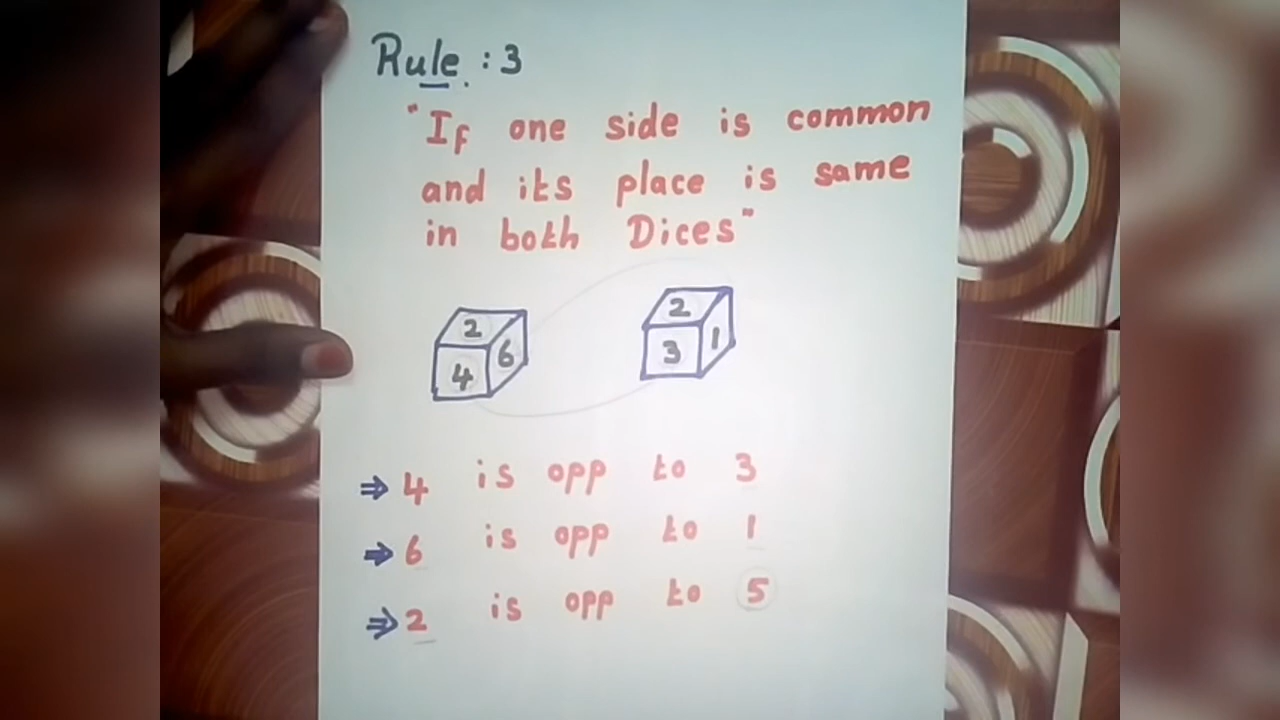 Rule : 3
"If one side is common
and its place is same
in both Dices"
2
6
4
2
3
1
⇒ 4 is opp to 3
⇒ 6 is opp to 1
⇒ 2 is opp to 5